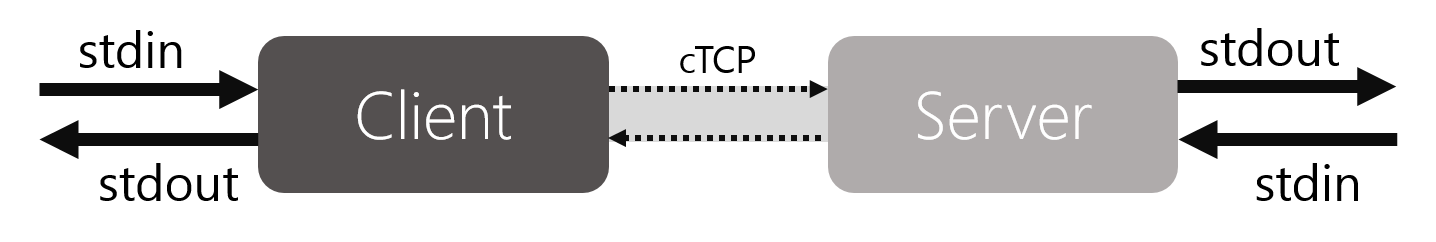 stdin
stdout
Client
cTCP
Server
stdout
stdin